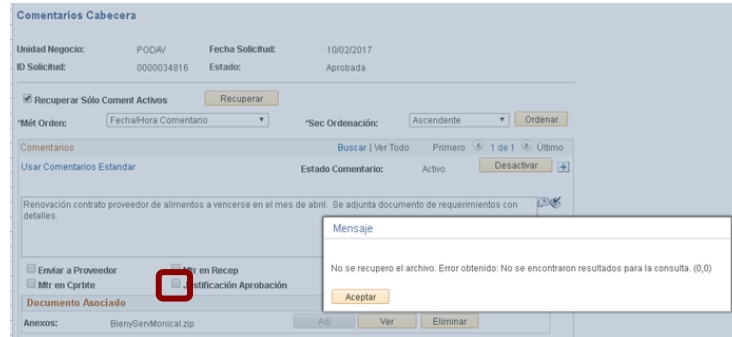 Comentarios Cabecera
Unidad Negocio: PODAV Fecha Solicitud: 10/02/2017
ID Solicitud: 0000034816 Estado: Aprobada
Recuperar Sólo Coment Activos Recuperar
*Mét Orden: Fecha/Hora Comentario *Sec Ordenación: Ascendente Ordenar
Comentarios Buscar | Ver Todo Primero 1 de 1 Último
Usar Comentarios Estandar Estado Comentario: Activo Desactivar
Renovación contrato proveedor de alimentos a vencerse en el mes de abril. Se adjunta documento de requerimientos con
detalles.
Mensaje
No se recupero el archivo. Error obtenido: No se encontraron resultados para la consulta. (0,0)
Aceptar
Enviar a Proveedor Mtr en Recep
Mtr en Cprbte Justificación Aprobación
Documento Asociado
Anexos: BienyServMonical.zip Adj Ver Eliminar